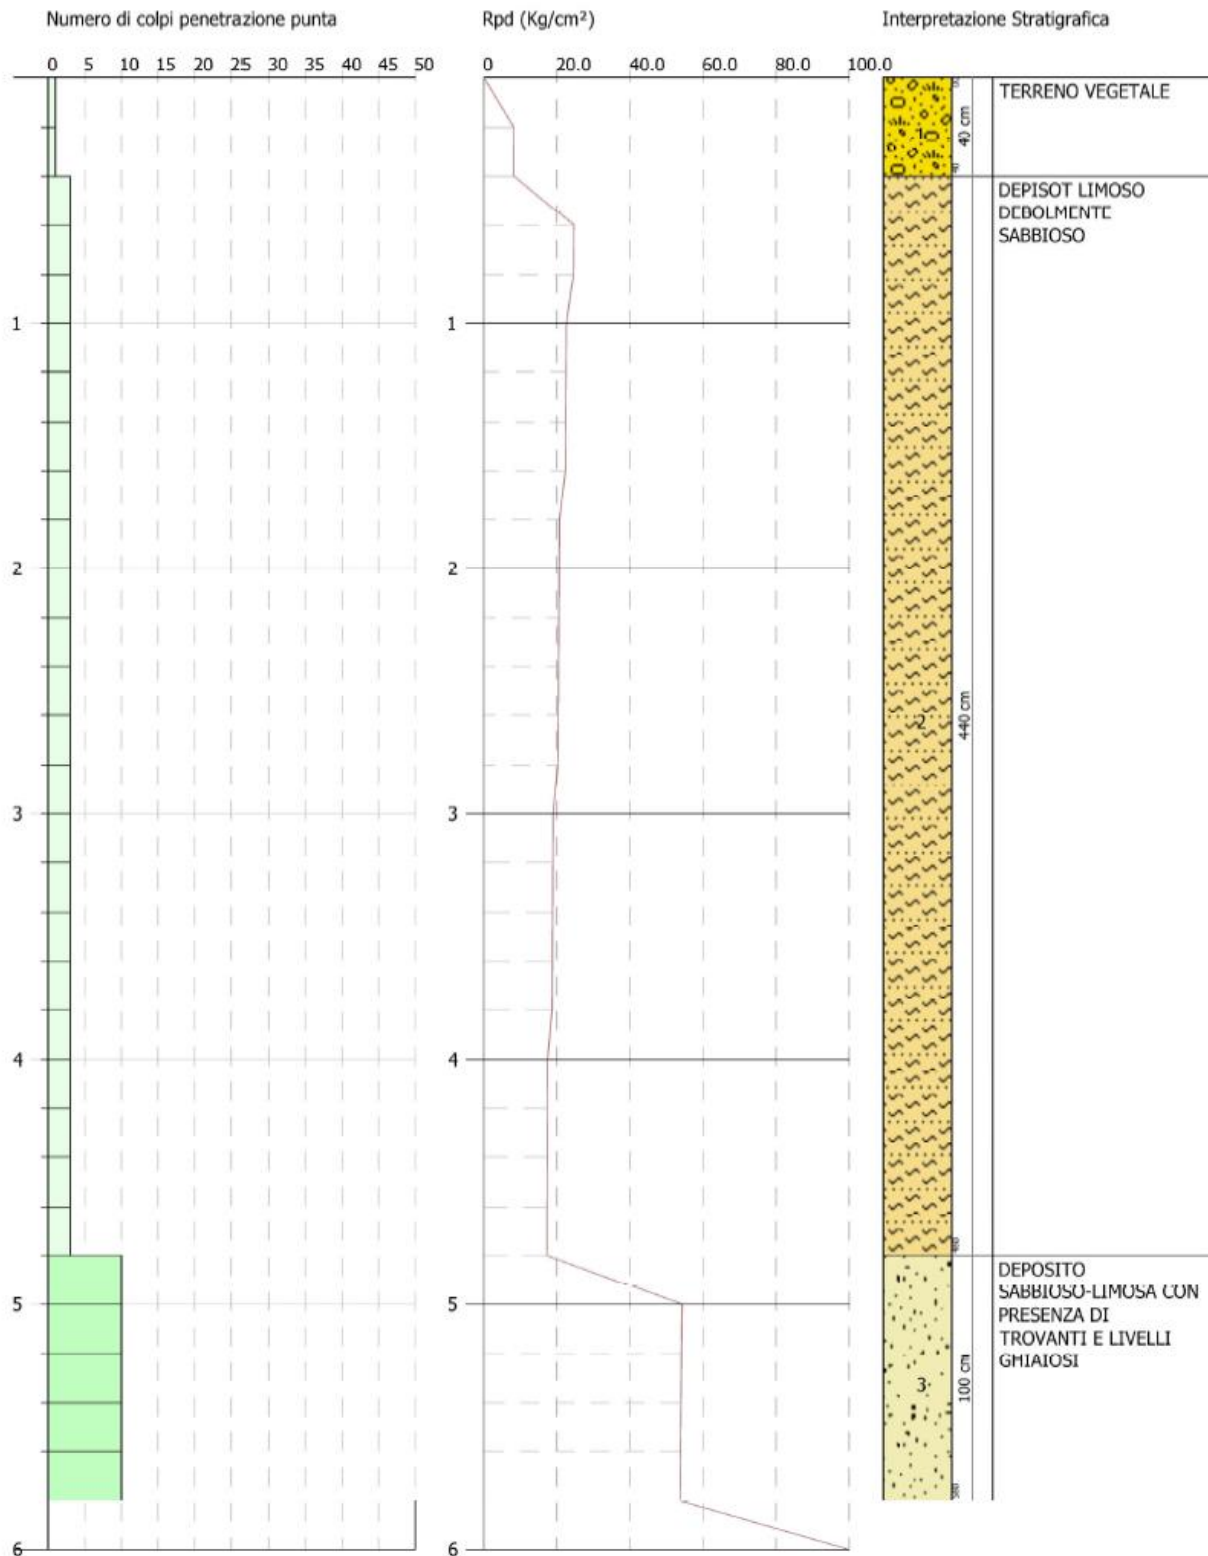 Numero di colpi penetrazione punta
Rpd (Kg/cm²)
Interpretazione Stratigrafica
0 5 10 15 20 25 30 35 40 45 50
0 20.0 40.0 60.0 80.0 100.0
1
40 cm
40
TERRENO VEGETALE
DEPISOT LIMOSO
DEBOLMENTE
SABBIOSO
1 1
2 2
2
440 cm
3 3
4 4
480
DEPOSITO
SABBIOSO-LIMOSA CON
PRESENZA DI
TROVANTI E LIVELLI
GHIAIOSI
5 5
3
100 cm
580
6 6